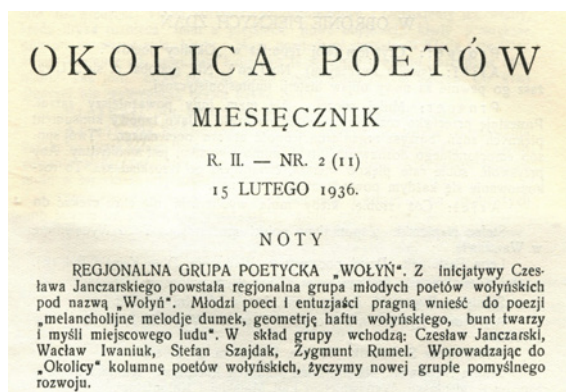 OKOLICA POETÓW
MIESIĘCZNIK
R. II. — NR. 2 (11)
15 LUTEGO 1936.
NOTY
REGJONALNA GRUPA POETYCKA „WOŁYŃ“. Z inicjatywy Czes-
ława Janczarskiego powstała regjonalna grupa młodych poetów wołyńskich
pod nazwą „Wołyń“. Młodzi poeci i entuzjaści pragną wnieść do poezji
„melancholijne melodje dumek, geometrję haftu wołyńskiego, bunt twarzy
i myśli miejscowego ludu“. W skład grupy wchodzą: Czesław Janczarski,
Wacław Iwaniuk, Stefan Szajdak, Zygmunt Rumel. Wprowadzając do
„Okolicy“ kolumnę poetów wołyńskich, życzymy nowej grupie pomyślnego
rozwoju.